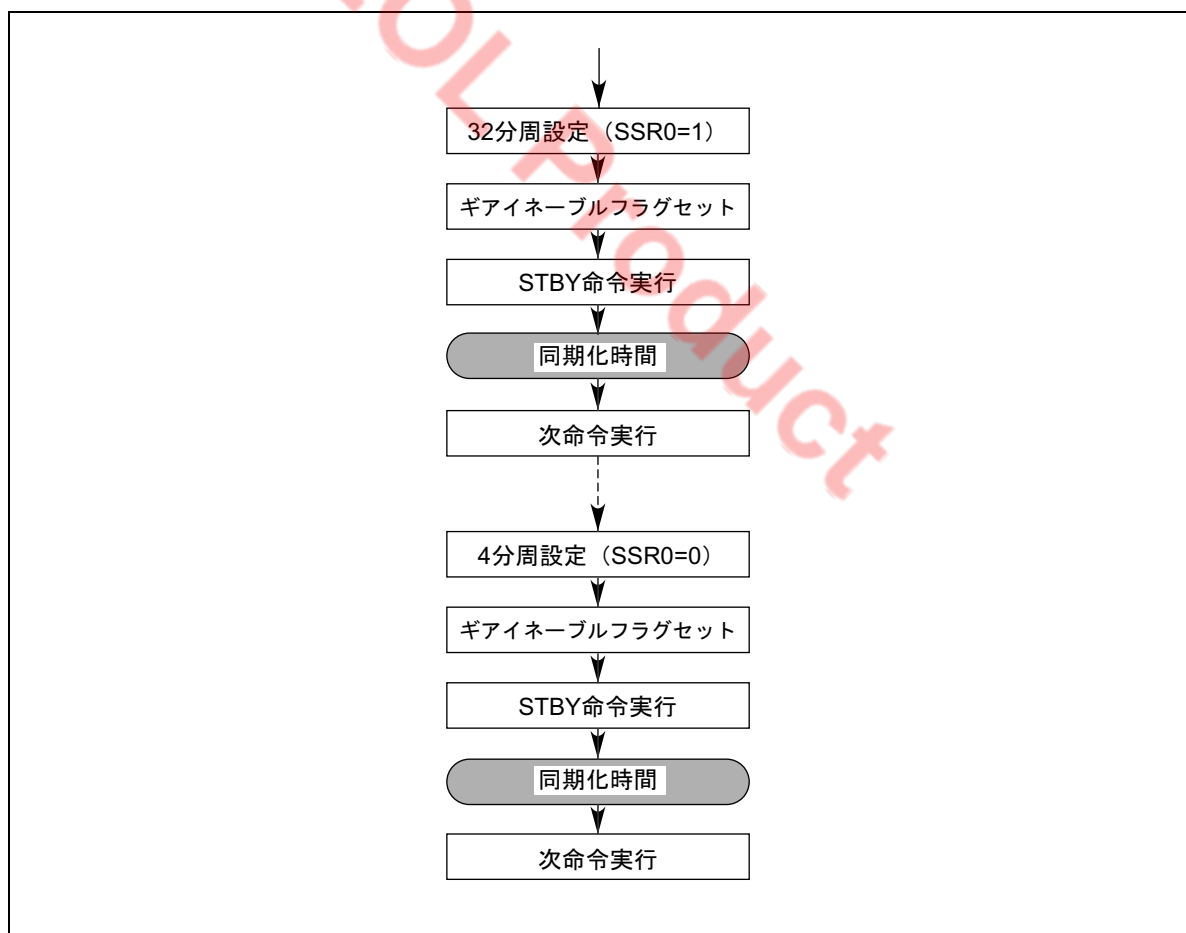 32分周設定（SSR0=1）
ギアイネーブルフラグセット
STBY命令実行
同期化時間
次命令実行
4分周設定（SSR0=0）
ギアイネーブルフラグセット
STBY命令実行
同期化時間
次命令実行
OL Product